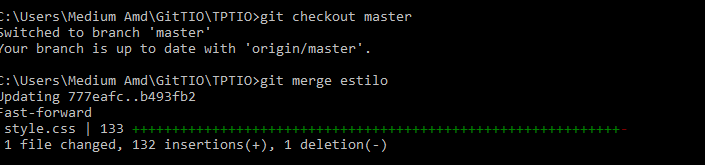 C:\Users\Medium Amd\GitTIO\TPTIO>git checkout master
Switched to branch 'master'
Your branch is up to date with 'origin/master'.
C:\Users\Medium Amd\GitTIO\TPTIO>git merge estilo
Updating 777eafc..b493fb2
Fast-forward
style.css | 133 +++++++++++++++++++++++++++++++++++++++++++++++++++++++++++++-
1 file changed, 132 insertions(+), 1 deletion(-)